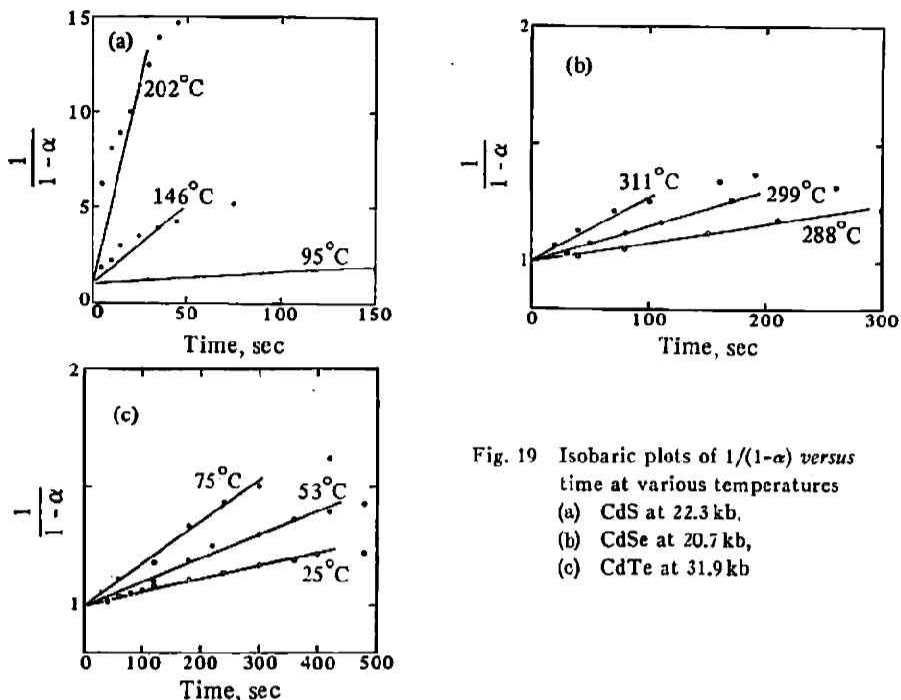 15
(a)
202°C
10
1
1 - α
146°C
5
95°C
0
0
50
100
150
Time, sec
2
(b)
311°C
299°C
1
1 - α
288°C
1
0
100
200
300
Time, sec
2
(c)
75°C
53°C
1
1 - α
25°C
1
0
100
200
300
400
500
Time, sec
Fig. 19 Isobaric plots of 1/(1-α) versus
time at various temperatures
(a) CdS at 22.3 kb,
(b) CdSe at 20.7 kb,
(c) CdTe at 31.9 kb